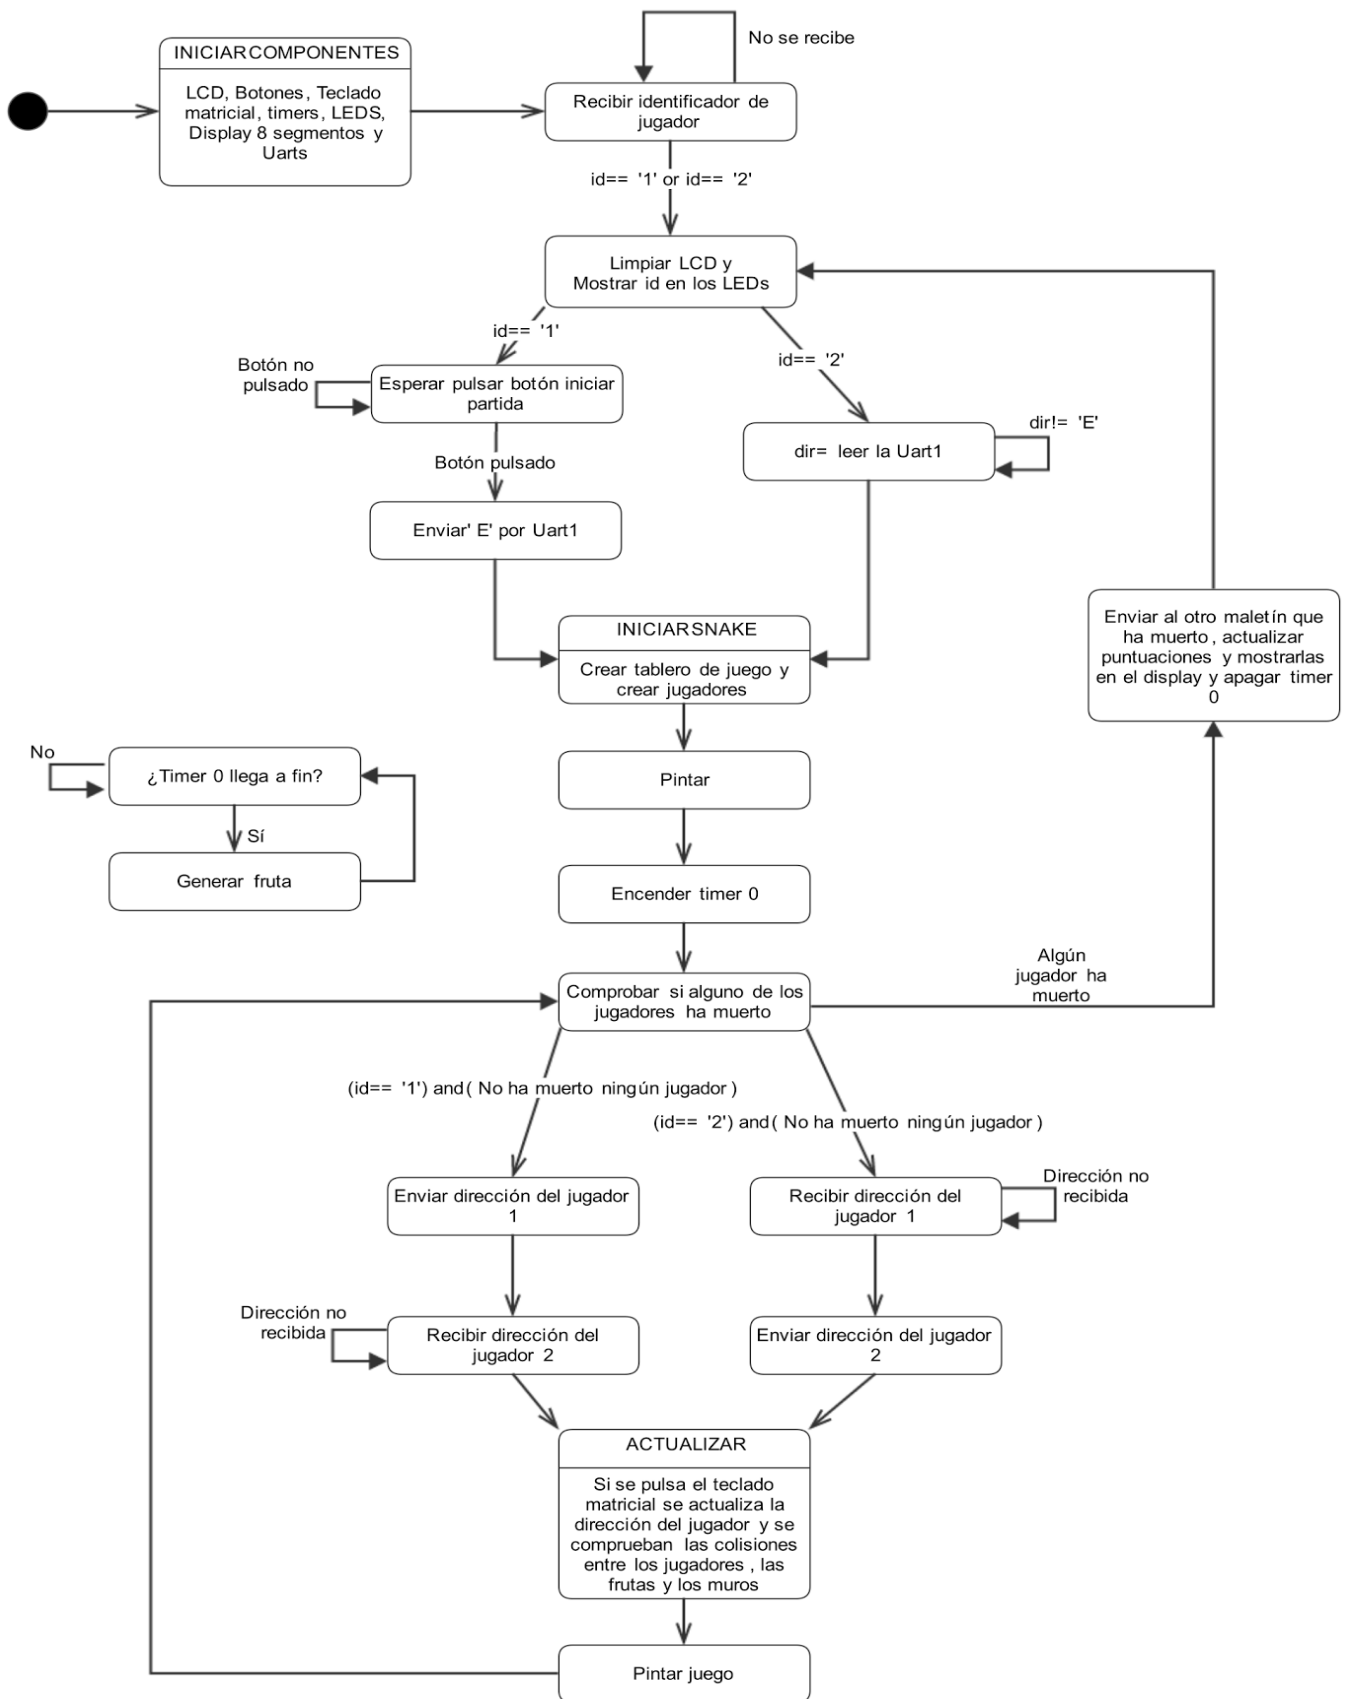 No se recibe
INICIAR COMPONENTES
LCD, Botones, Teclado
matricial, timers, LEDS,
Display 8 segmentos y
Uarts
Recibir identificador de
jugador
id== '1' or id== '2'
Limpiar LCD y
Mostrar id en los LEDs
id== '1'
id== '2'
Botón no
pulsado
Esperar pulsar botón iniciar
partida
dir!= 'E'
dir= leer la Uart1
Botón pulsado
Enviar' E' por Uart1
Enviar al otro maletín que
ha muerto, actualizar
puntuaciones y mostrarlas
en el display y apagar timer
0
INICIAR SNAKE
Crear tablero de juego y
crear jugadores
No
¿Timer 0 llega a fin?
Pintar
Sí
Generar fruta
Encender timer 0
Algún
jugador ha
muerto
Comprobar si alguno de los
jugadores ha muerto
(id== '1') and ( No ha muerto ningún jugador )
(id== '2') and ( No ha muerto ningún jugador )
Enviar dirección del jugador
1
Recibir dirección del
jugador 1
Dirección no
recibida
Dirección no
recibida
Recibir dirección del
jugador 2
Enviar dirección del jugador
2
ACTUALIZAR
Si se pulsa el teclado
matricial se actualiza la
dirección del jugador y se
comprueban las colisiones
entre los jugadores, las
frutas y los muros
Pintar juego